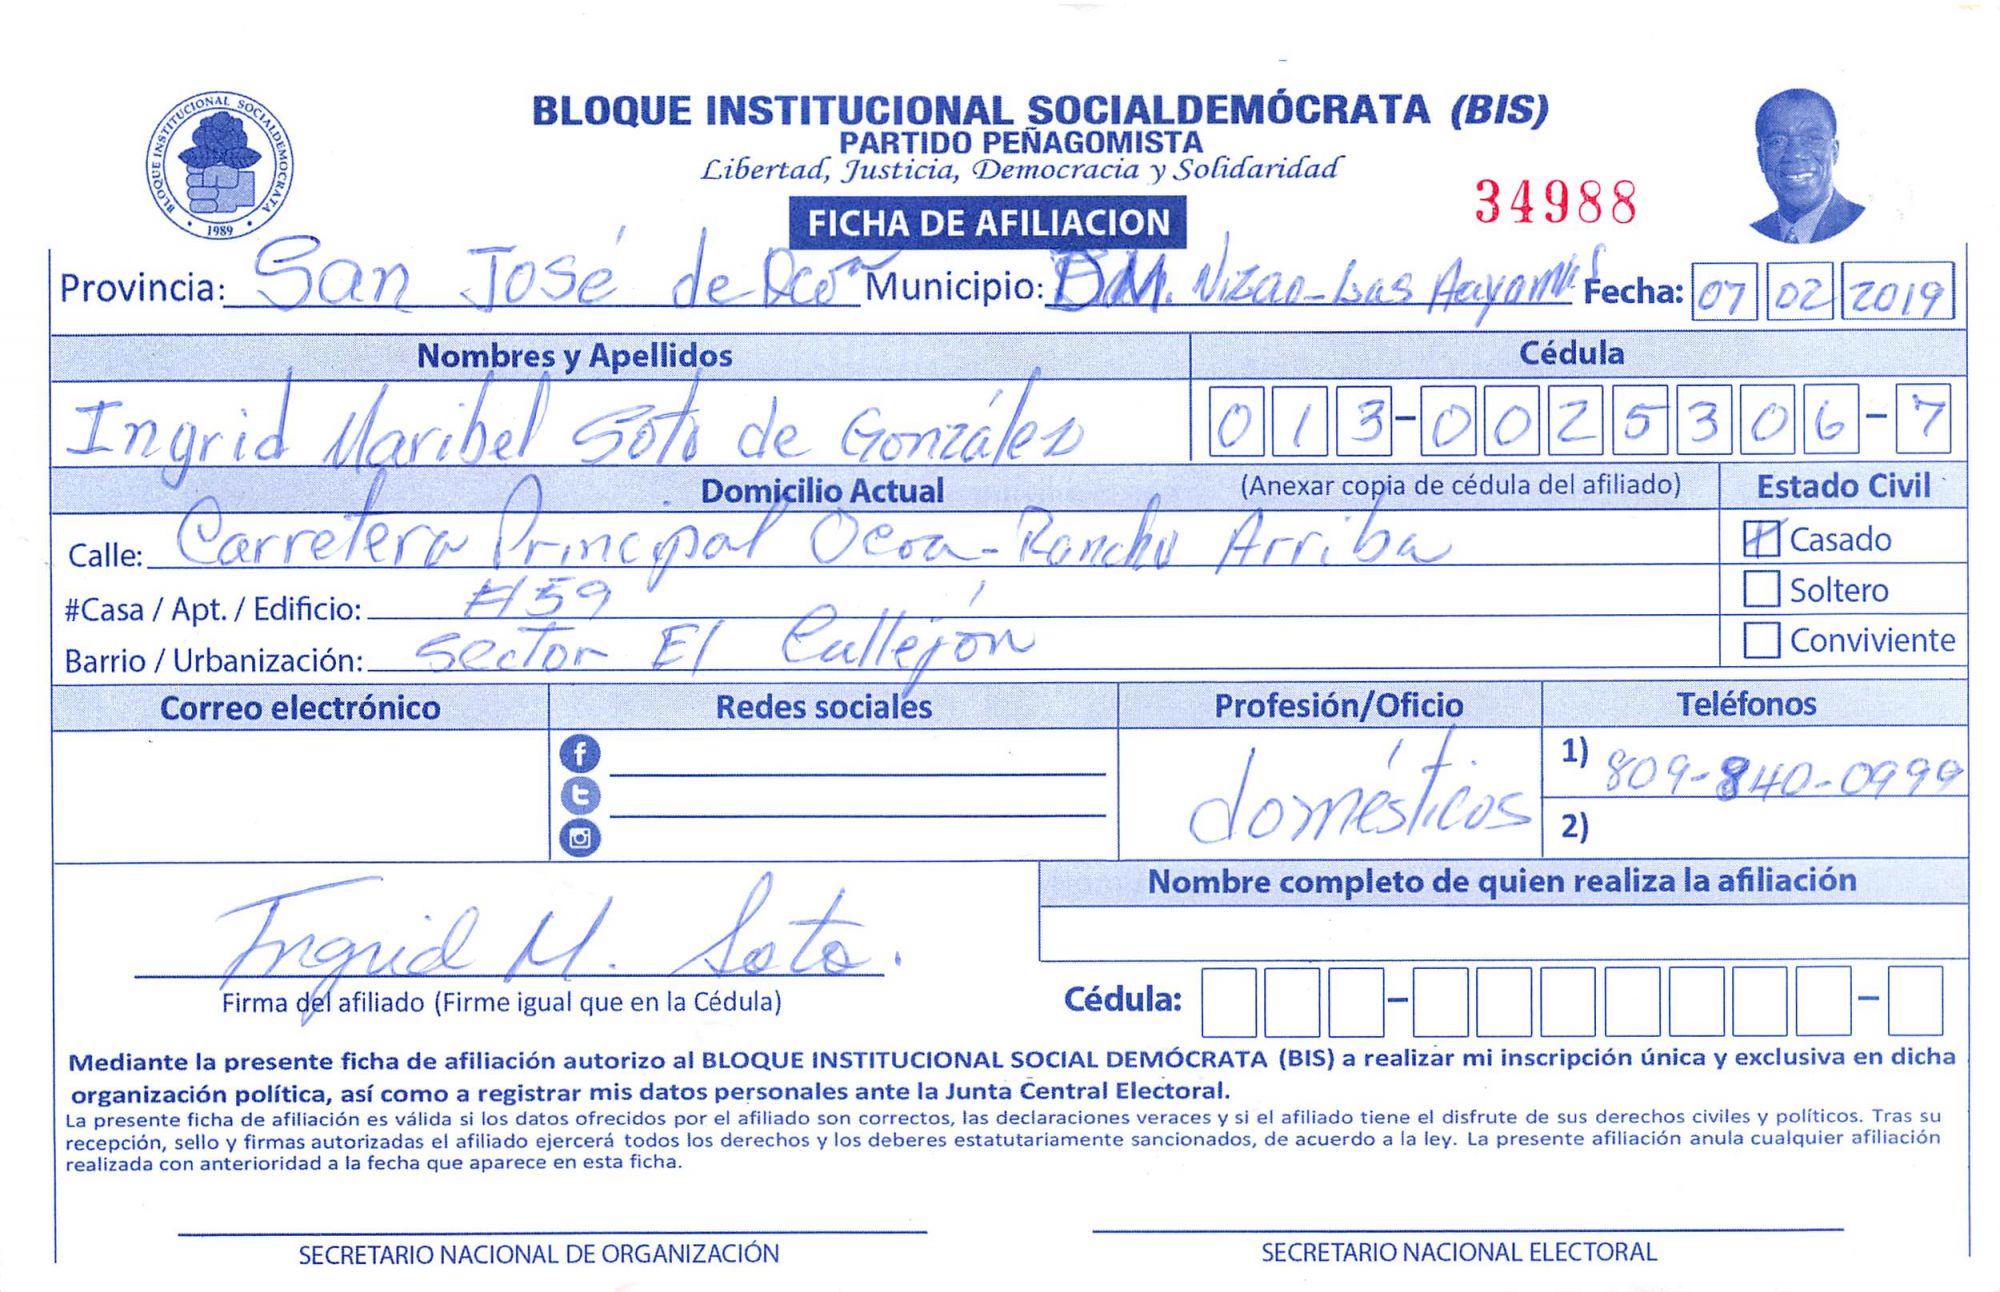 BLOQUE INSTITUCIONAL SOCIALDEMOCRATA
1989
BLOQUE INSTITUCIONAL SOCIALDEMÓCRATA (BIS)
PARTIDO PEÑAGOMISTA
Libertad, Justicia, Democracia y Solidaridad
34988
FICHA DE AFILIACION
Provincia: San José de Ocoa Municipio: D.M. Nizao-Las Fecha: 07 02 2019
Nombres y Apellidos Cédula
Ingrid Maribel Soto de González 013-0025306-7
Domicilio Actual (Anexar copia de cédula del afiliado) Estado Civil
Calle: Carretera Principal Ocoa-Rancho Arriba Casado
#Casa / Apt. / Edificio: #159 Soltero
Barrio / Urbanización: Sector El Callejón Conviviente
Correo electrónico Redes sociales Profesión/Oficio Teléfonos
domésticos 1) 809-840-0999
2)
Nombre completo de quien realiza la afiliación
Ingrid M. Soto.
Firma del afiliado (Firme igual que en la Cédula) Cédula: - -
Mediante la presente ficha de afiliación autorizo al BLOQUE INSTITUCIONAL SOCIAL DEMÓCRATA (BIS) a realizar mi inscripción única y exclusiva en dicha
organización política, así como a registrar mis datos personales ante la Junta Central Electoral.
La presente ficha de afiliación es válida si los datos ofrecidos por el afiliado son correctos, las declaraciones veraces y si el afiliado tiene el disfrute de sus derechos civiles y políticos. Tras su
recepción, sello y firmas autorizadas el afiliado ejercerá todos los derechos y los deberes estatutariamente sancionados, de acuerdo a la ley. La presente afiliación anula cualquier afiliación
realizada con anterioridad a la fecha que aparece en esta ficha.
SECRETARIO NACIONAL DE ORGANIZACIÓN SECRETARIO NACIONAL ELECTORAL